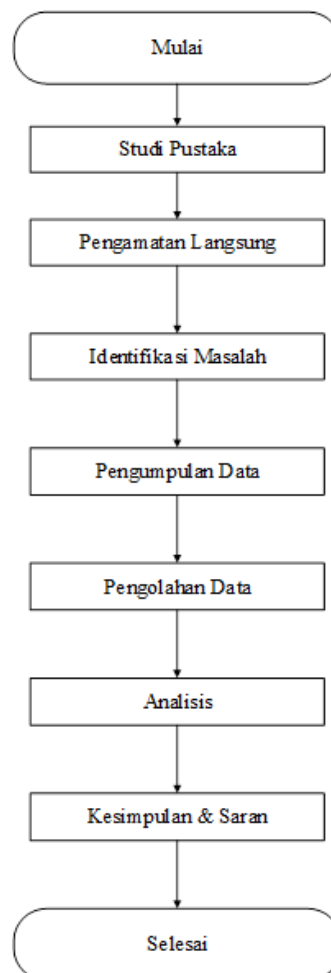 Mulai
Studi Pustaka
Pengamatan Langsung
Identifikasi Masalah
Pengumpulan Data
Pengolahan Data
Analisis
Kesimpulan & Saran
Selesai